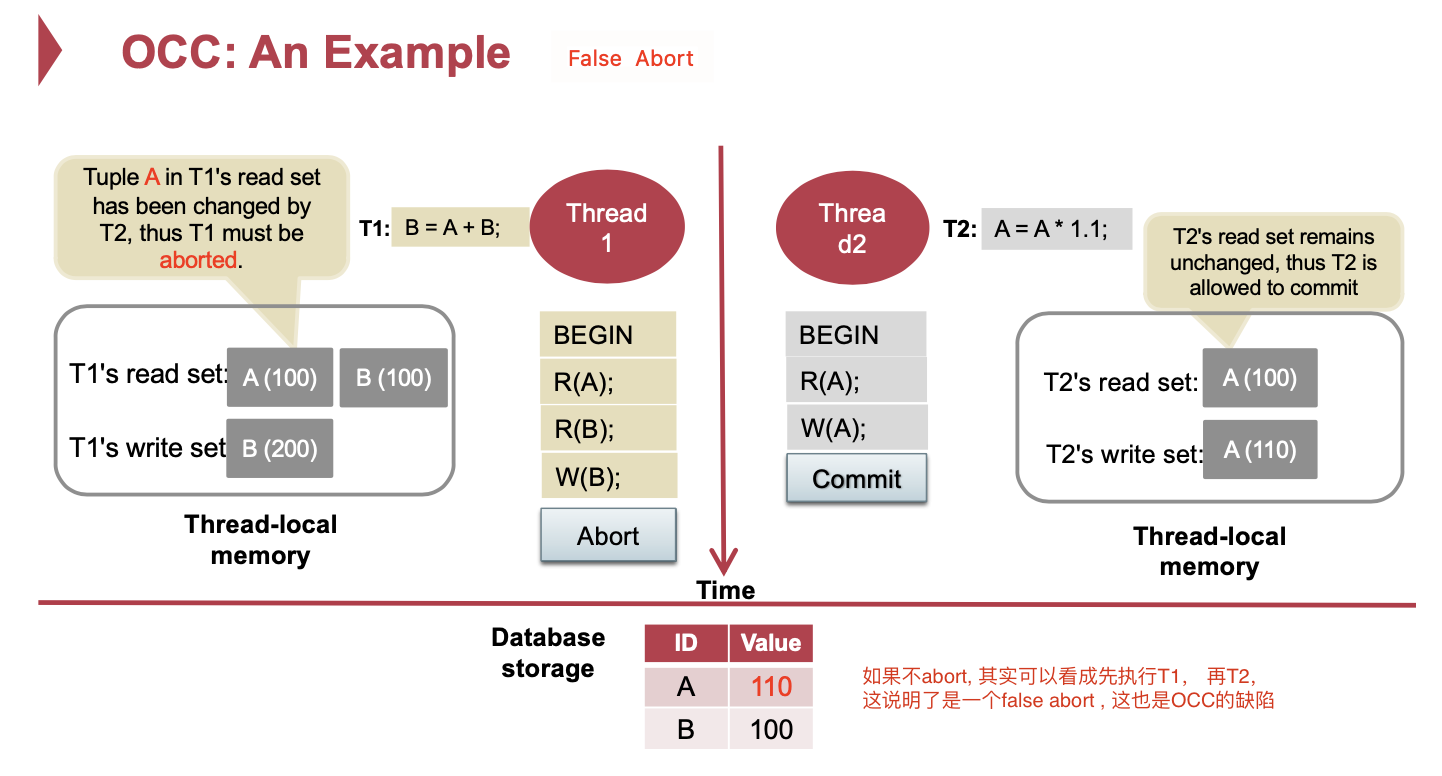 OCC: An Example
False Abort
Tuple A in T1's read set
has been changed by
T2, thus T1 must be
aborted.
T1:
B = A + B;
Thread
1
Threa
d2
T2:
A = A * 1.1;
T2's read set remains
unchanged, thus T2 is
allowed to commit
T1's read set:
A (100)
B (100)
T1's write set
B (200)
Thread-local
memory
BEGIN
R(A);
R(B);
W(B);
Abort
BEGIN
R(A);
W(A);
Commit
T2's read set:
A (100)
T2's write set:
A (110)
Thread-local
memory
Time
Database
storage
ID Value
A 110
B 100
如果不abort, 其实可以看成先执行T1， 再T2,
这说明了是一个false abort , 这也是OCC的缺陷